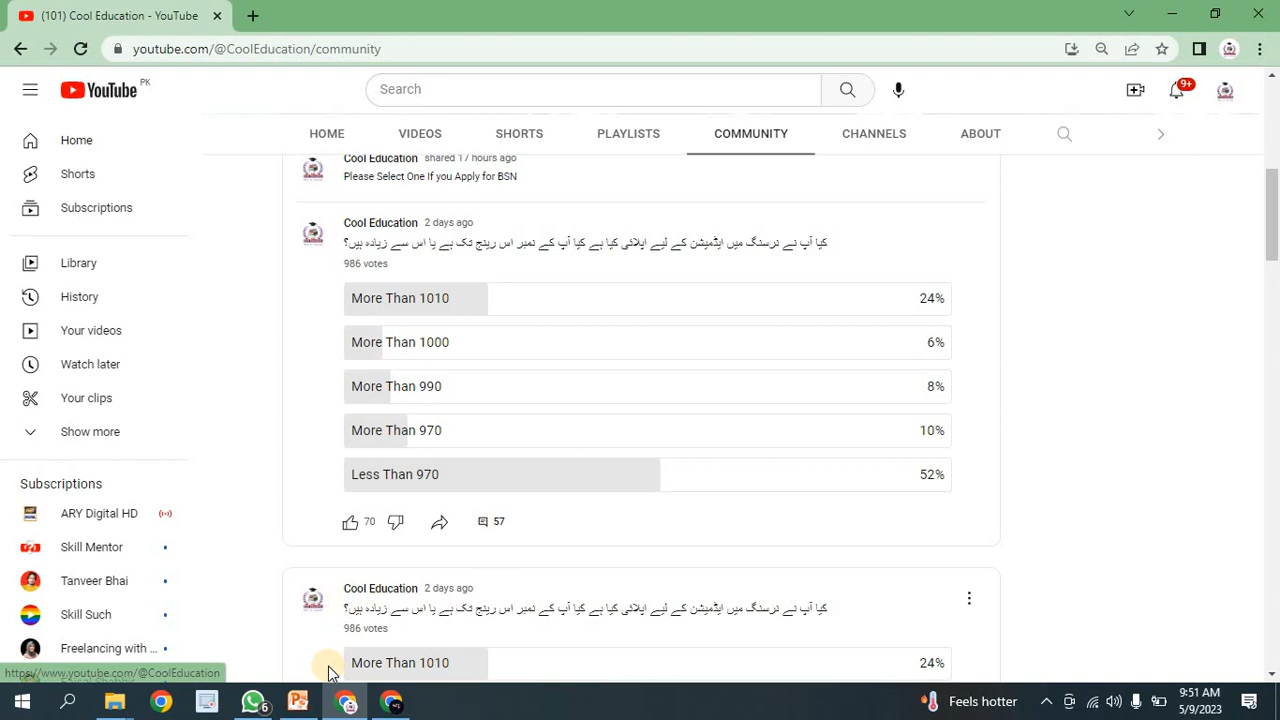 (101) Cool Education - YouTube
youtube.com/@CoolEducation/community
YouTube PK
Search
9+
HOME
VIDEOS
SHORTS
PLAYLISTS
COMMUNITY
CHANNELS
ABOUT
Home
Shorts
Subscriptions
Library
History
Your videos
Watch later
Your clips
Show more
Subscriptions
ARY Digital HD
Skill Mentor
Tanveer Bhai
Skill Such
Freelancing with ...
Cool Education shared 17 hours ago
Please Select One if you Apply for BSN
Cool Education 2 days ago
کیا آپ نے نرسنگ میں ایڈمیشن کے لیے اپلائی کیا ہے کیا آپ کے نمبر اس رینج تک ہے یا اس سے زیادہ ہیں؟
986 votes
More Than 1010 24%
More Than 1000 6%
More Than 990 8%
More Than 970 10%
Less Than 970 52%
70
57
Cool Education 2 days ago
کیا آپ نے نرسنگ میں ایڈمیشن کے لیے اپلائی کیا ہے کیا آپ کے نمبر اس رینج تک ہے یا اس سے زیادہ ہیں؟
986 votes
More Than 1010 24%
https://www.youtube.com/@CoolEducation
6
Feels hotter
9:51 AM
5/9/2023